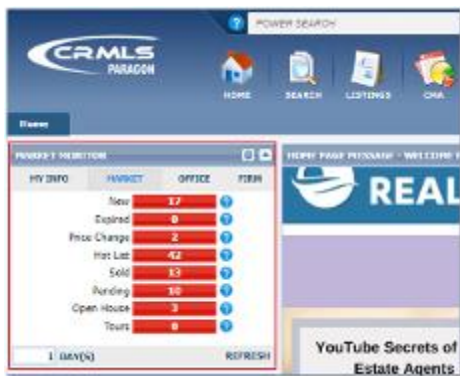 POWER SEARCH
CRMLS
PARAGON
HOME SEARCH LISTINGS CMA
Home
MARKET MONITOR
HOME PAGE MESSAGE - WELCOME
MY INFO MARKET OFFICE FIRM
New 17
Expired 0
Price Change 2
Hot List 42
Sold 13
Pending 10
Open House 3
Tours 0
1 DAY(S) REFRESH
REAL
YouTube Secrets of
Estate Agents